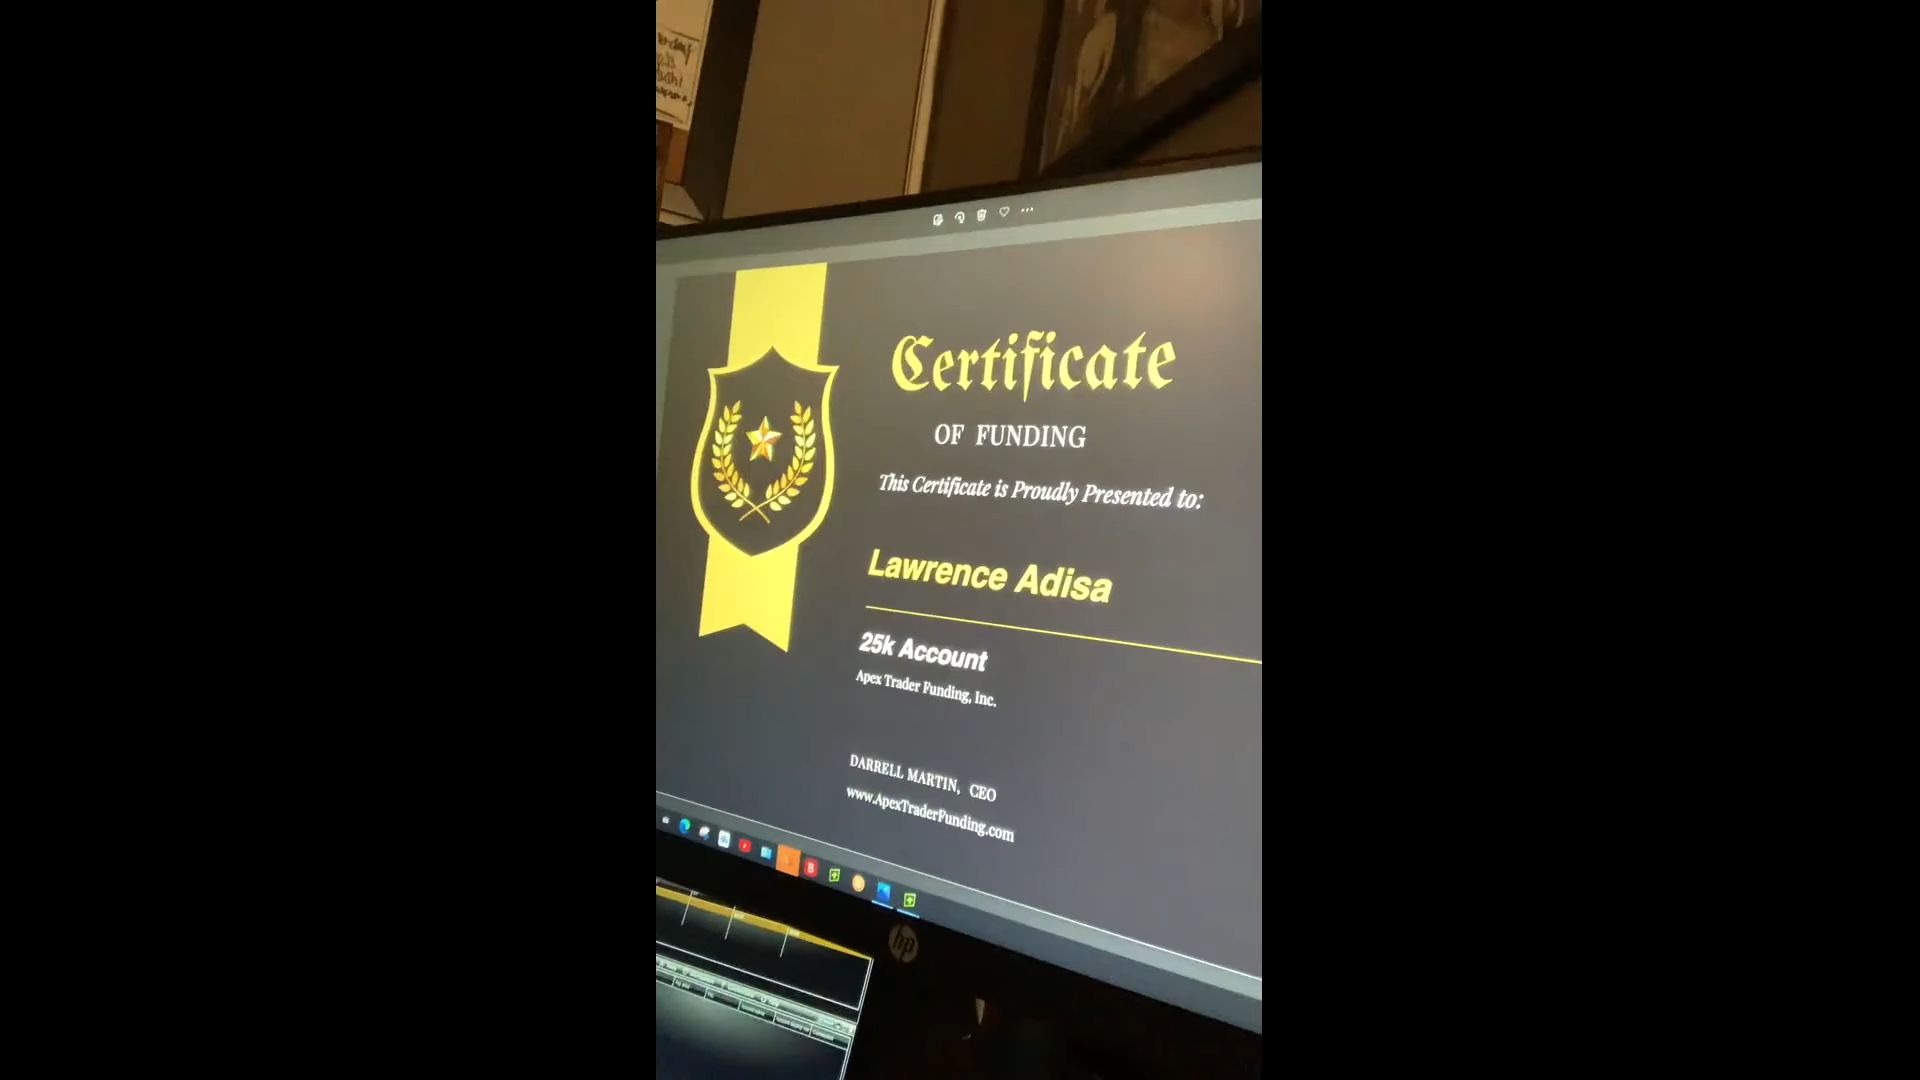 Certificate
OF FUNDING
This Certificate is Proudly Presented to:
Lawrence Adisa
25k Account
Apex Trader Funding, Inc.
DARRELL MARTIN, CEO
www.ApexTraderFunding.com
hp